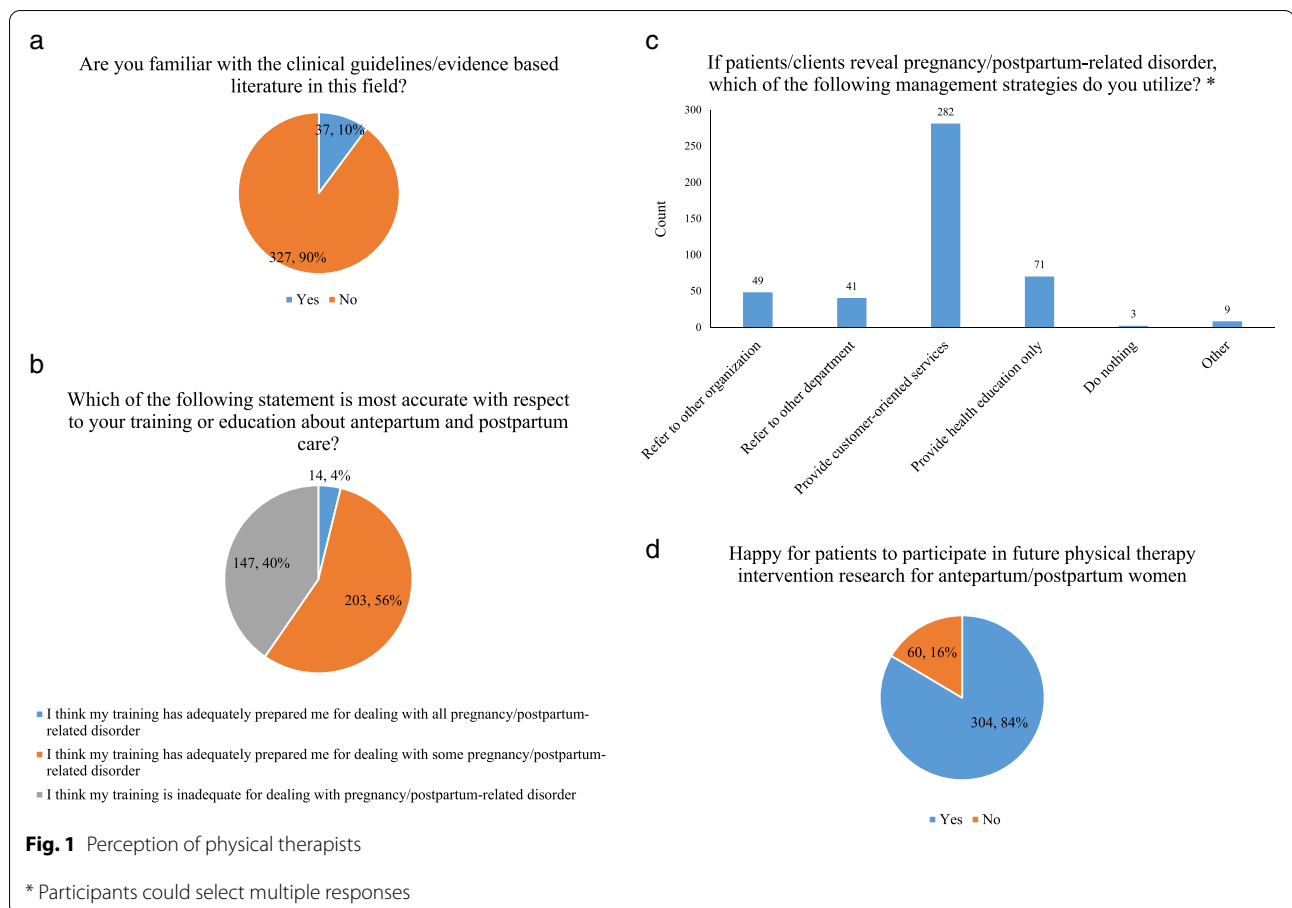 a
Are you familiar with the clinical guidelines/evidence based
literature in this field?
37, 10%
327, 90%
Yes No
b
Which of the following statement is most accurate with respect
to your training or education about antepartum and postpartum
care?
14, 4%
147, 40%
203, 56%
I think my training has adequately prepared me for dealing with all pregnancy/postpartum-
related disorder
I think my training has adequately prepared me for dealing with some pregnancy/postpartum-
related disorder
I think my training is inadequate for dealing with pregnancy/postpartum-related disorder
c
If patients/clients reveal pregnancy/postpartum-related disorder,
which of the following management strategies do you utilize? *
300
250
200
150
100
50
0
Count
49
41
282
71
3
9
Refer to other organization
Refer to other department
Provide customer-oriented services
Provide health education only
Do nothing
Other
d
Happy for patients to participate in future physical therapy
intervention research for antepartum/postpartum women
60, 16%
304, 84%
Yes No
Fig. 1 Perception of physical therapists
* Participants could select multiple responses